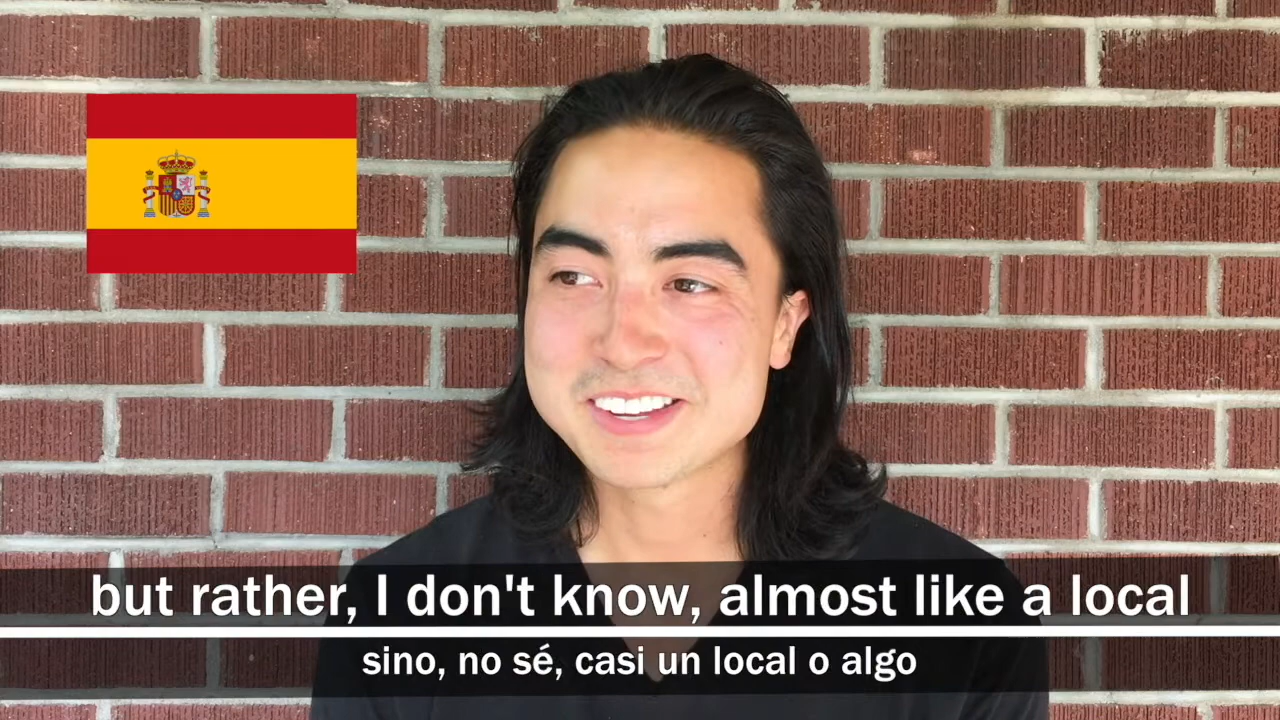 but rather, I don't know, almost like a local
sino, no sé, casi un local o algo